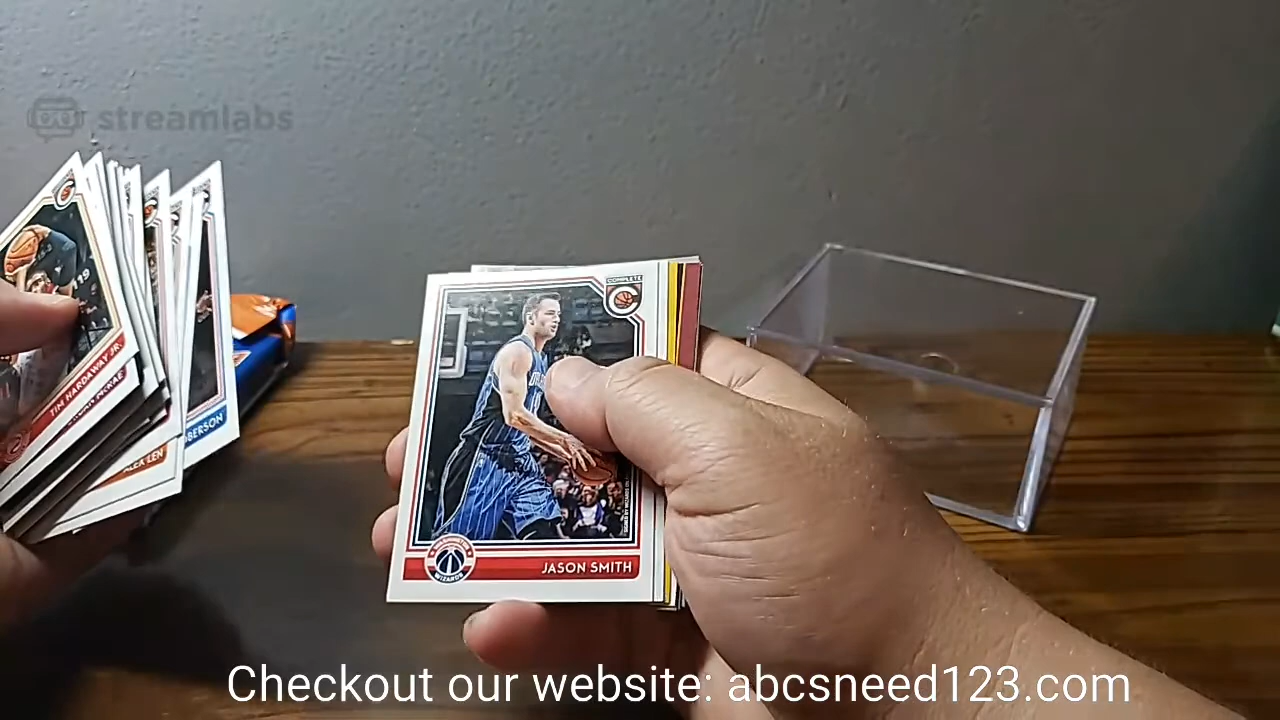 streamlabs
COMPLETE
TIM HARDAWAY JR.
ALEX LEN
WIZARDS
JASON SMITH
Checkout our website: abcsneed123.com